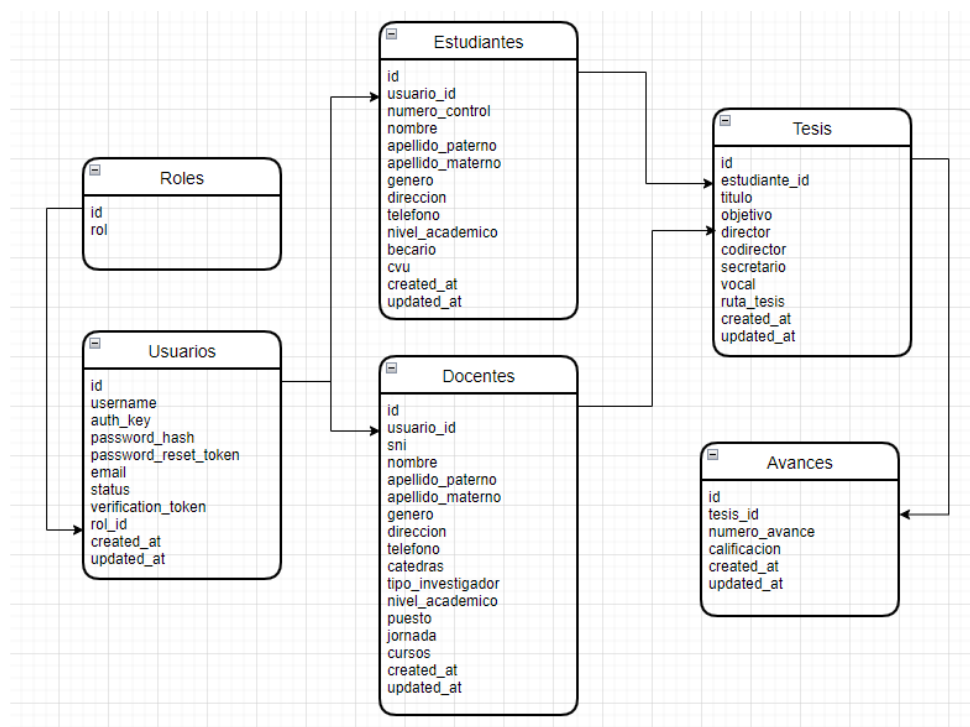 Roles
id
rol
Usuarios
id
username
auth_key
password_hash
password_reset_token
email
status
verification_token
rol_id
created_at
updated_at
Estudiantes
id
usuario_id
numero_control
nombre
apellido_paterno
apellido_materno
genero
direccion
telefono
nivel_academico
becario
cvu
created_at
updated_at
Docentes
id
usuario_id
sni
nombre
apellido_paterno
apellido_materno
genero
direccion
telefono
catedras
tipo_investigador
nivel_academico
puesto
jornada
cursos
created_at
updated_at
Tesis
id
estudiante_id
titulo
objetivo
director
codirector
secretario
vocal
ruta_tesis
created_at
updated_at
Avances
id
tesis_id
numero_avance
calificacion
created_at
updated_at